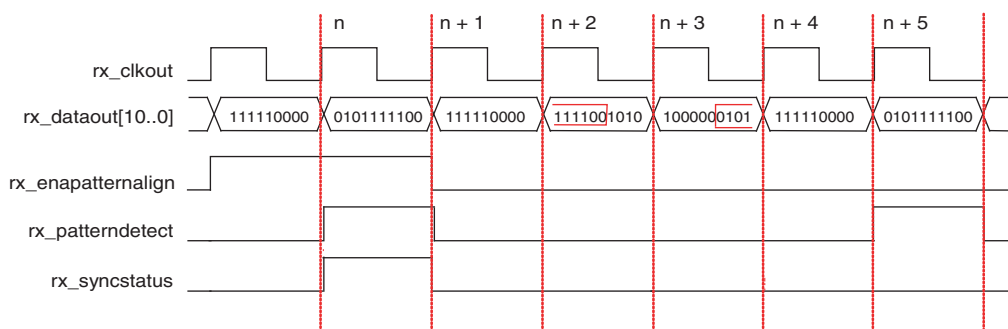 n n + 1 n + 2 n + 3 n + 4 n + 5
rx_clkout
rx_dataout[10..0] 111110000 0101111100 111110000 1111001010 1000000101 111110000 0101111100
rx_enapatternalign
rx_patterndetect
rx_syncstatus